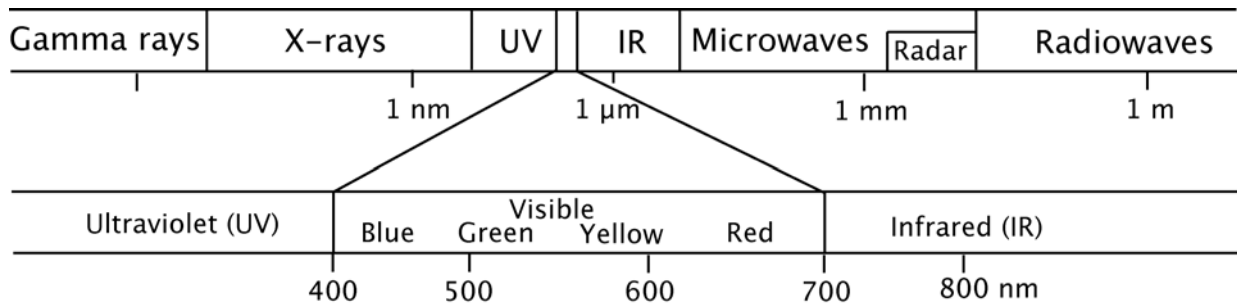 Gamma rays X-rays UV IR Microwaves Radar Radiowaves
1 nm 1 µm 1 mm 1 m
Visible
Ultraviolet (UV) Blue Green Yellow Red Infrared (IR)
400 500 600 700 800 nm